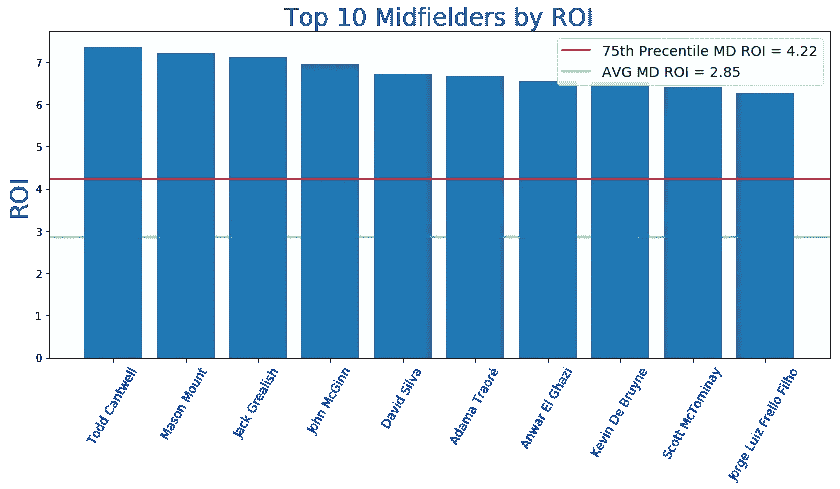 Top 10 Midfielders by ROI
75th Precentile MD ROI = 4.22
AVG MD ROI = 2.85
ROI
7
6
5
4
3
2
1
0
Todd Cantwell
Mason Mount
Jack Grealish
John McGinn
David Silva
Adama Traoré
Anwar El Ghazi
Kevin De Bruyne
Scott McTominay
Jorge Luiz Frello Filho